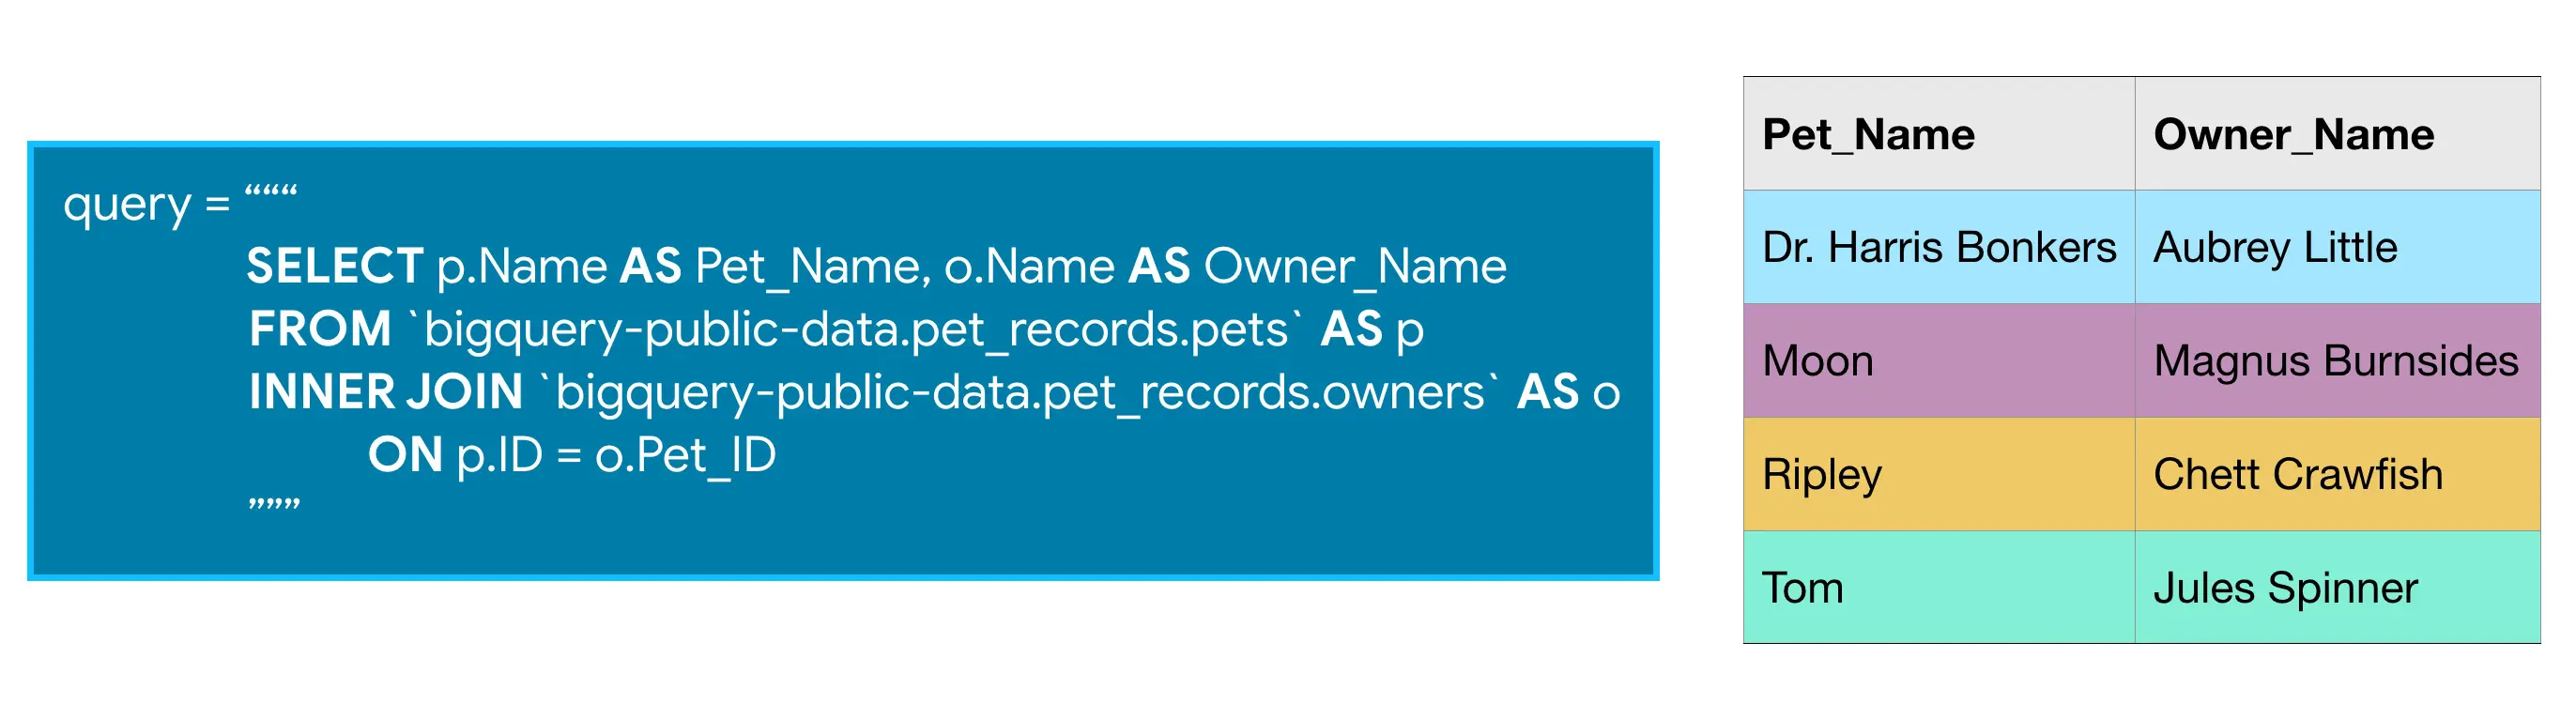 query = “““
SELECT p.Name AS Pet_Name, o.Name AS Owner_Name
FROM `bigquery-public-data.pet_records.pets` AS p
INNER JOIN `bigquery-public-data.pet_records.owners` AS o
ON p.ID = o.Pet_ID
”””
Pet_Name Owner_Name
Dr. Harris Bonkers Aubrey Little
Moon Magnus Burnsides
Ripley Chett Crawfish
Tom Jules Spinner